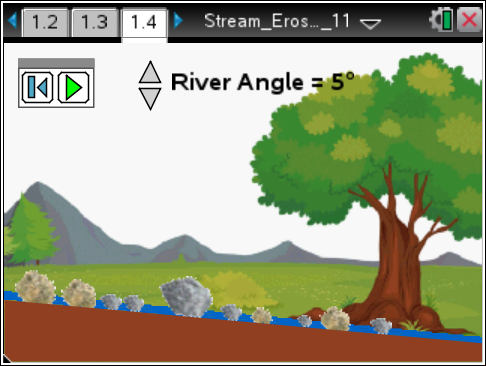 1.2 1.3 1.4 Stream_Eros..._11
River Angle = 5°